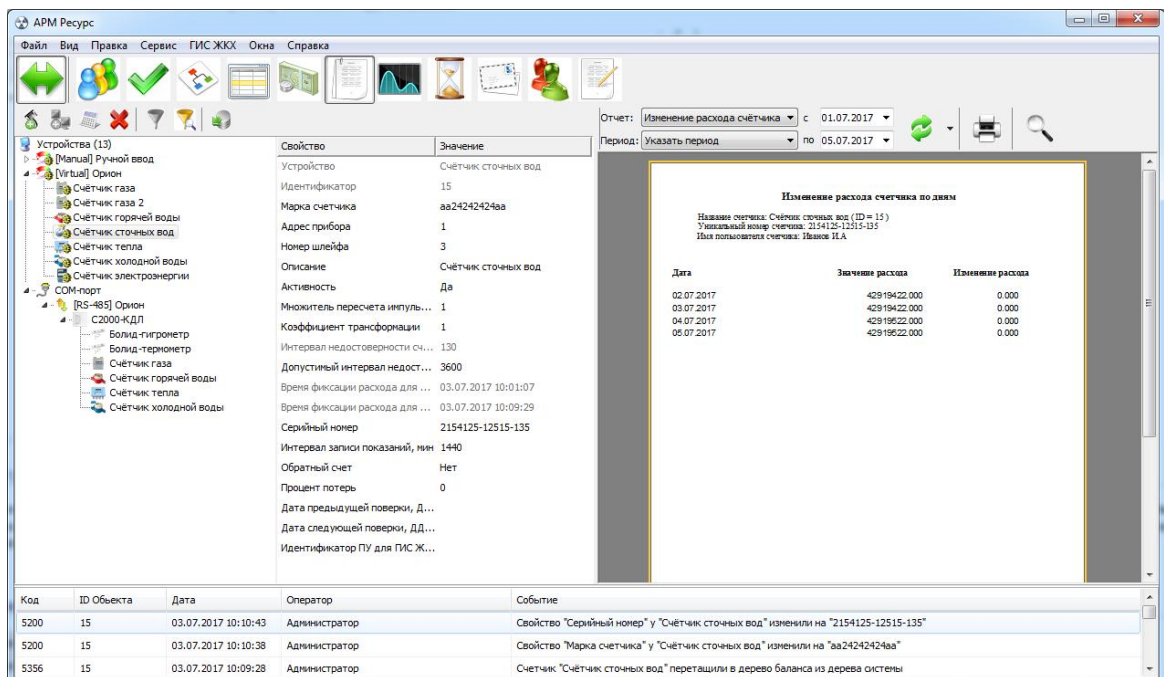 АРМ Ресурс
Файл Вид Правка Сервис ГИС ЖКХ Окна Справка
Отчет: Изменение расхода счётчика с 01.07.2017
Период: Указать период по 05.07.2017
Устройства (13)
[Manual] Ручной ввод
[Virtual] Орион
Счётчик газа
Счётчик газа 2
Счётчик горячей воды
Счётчик сточных вод
Счётчик тепла
Счётчик холодной воды
Счётчик электроэнергии
COM-порт
[RS-485] Орион
С2000-КДЛ
Болид-гигрометр
Болид-термометр
Счётчик газа
Счётчик горячей воды
Счётчик тепла
Счётчик холодной воды
Свойство Значение
Устройство Счётчик сточных вод
Идентификатор 15
Марка счетчика aa24242424aa
Адрес прибора 1
Номер шлейфа 3
Описание Счётчик сточных вод
Активность Да
Множитель пересчета импуль... 1
Коэффициент трансформации 1
Интервал недостоверности сч... 130
Допустимый интервал недост... 3600
Время фиксации расхода для ... 03.07.2017 10:01:07
Время фиксации расхода для ... 03.07.2017 10:09:29
Серийный номер 2154125-12515-135
Интервал записи показаний, мин 1440
Обратный счет Нет
Процент потерь 0
Дата предыдущей поверки, Д...
Дата следующей поверки, ДД...
Идентификатор ПУ для ГИС Ж...
Изменение расхода счетчика по дням
Название счетчика: Счётчик сточных вод ( ID = 15 )
Уникальный номер счетчика: 2154125-12515-135
Имя пользователя счетчика: Иванов И.А
Дата Значение расхода Изменение расхода
02.07.2017 42919422.000 0.000
03.07.2017 42919422.000 0.000
04.07.2017 42919522.000 0.000
05.07.2017 42919522.000 0.000
Код ID Обьекта Дата Оператор Событие
5200 15 03.07.2017 10:10:43 Администратор Свойство "Серийный номер" у "Счётчик сточных вод" изменили на "2154125-12515-135"
5200 15 03.07.2017 10:10:38 Администратор Свойство "Марка счетчика" у "Счётчик сточных вод" изменили на "aa24242424aa"
5356 15 03.07.2017 10:09:28 Администратор Счетчик "Счётчик сточных вод" перетащили в дерево баланса из дерева системы